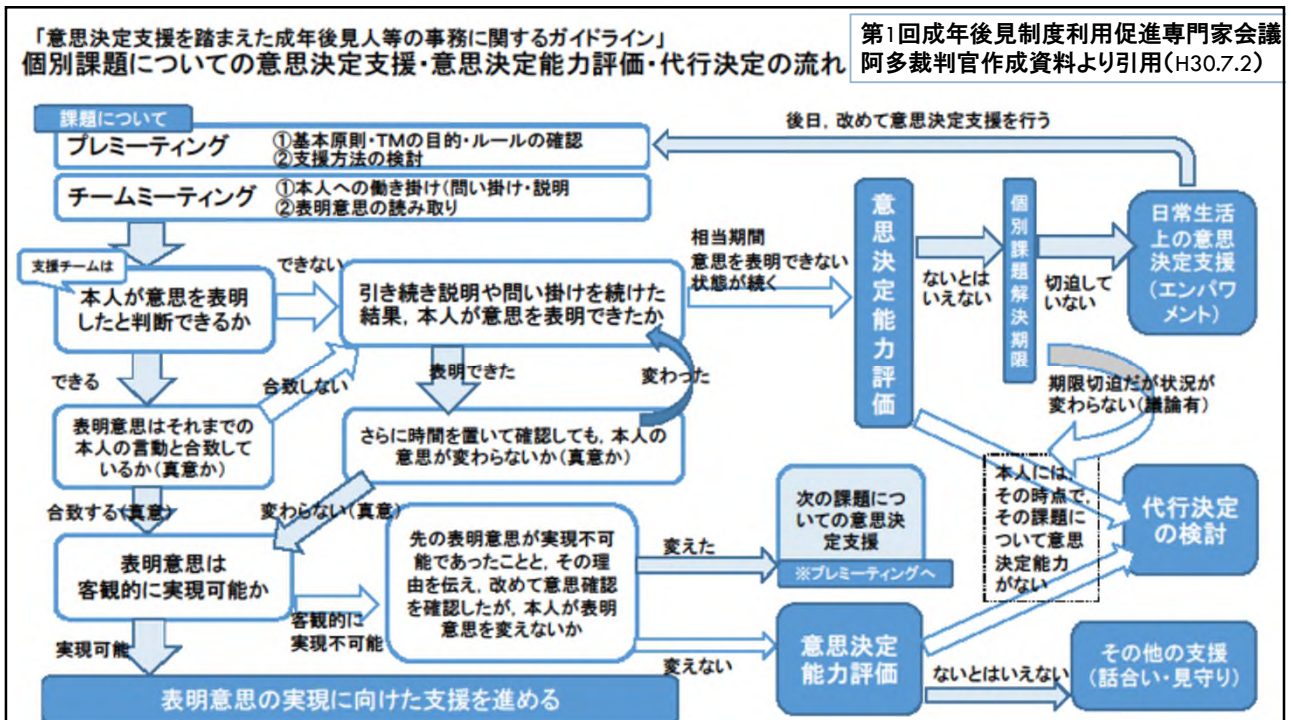 「意思決定支援を踏まえた成年後見人等の事務に関するガイドライン」
個別課題についての意思決定支援・意思決定能力評価・代行決定の流れ
第1回成年後見制度利用促進専門家会議
阿多裁判官作成資料より引用(H30.7.2)
課題について
プレミーティング
①基本原則・TMの目的・ルールの確認
②支援方法の検討
後日，改めて意思決定支援を行う
チームミーティング
①本人への働き掛け(問い掛け・説明
②表明意思の読み取り
支援チームは
本人が意思を表明
したと判断できるか
できない
引き続き説明や問い掛けを続けた
結果，本人が意思を表明できたか
相当期間
意思を表明できない
状態が続く
意思決定能力評価
ないとは
いえない
個別課題解決期限
切迫して
いない
日常生活
上の意思
決定支援
(エンパワ
メント)
できる
合致しない
表明できた
変わった
期限切迫だが状況が
変わらない(議論有)
表明意思はそれまでの
本人の言動と合致して
いるか(真意か)
さらに時間を置いて確認しても，本人の
意思が変わらないか(真意か)
合致する(真意)
変わらない(真意)
本人には，
その時点で，
その課題に
ついて意思
決定能力
がない
代行決定
の検討
表明意思は
客観的に実現可能か
客観的に
実現不可能
先の表明意思が実現不可
能であったことと，その理
由を伝え，改めて意思確認
を確認したが，本人が表明
意思を変えないか
変えた
次の課題につ
いての意思決
定支援
※プレミーティングへ
変えない
意思決定
能力評価
ないとはいえない
その他の支援
(話合い・見守り)
実現可能
表明意思の実現に向けた支援を進める